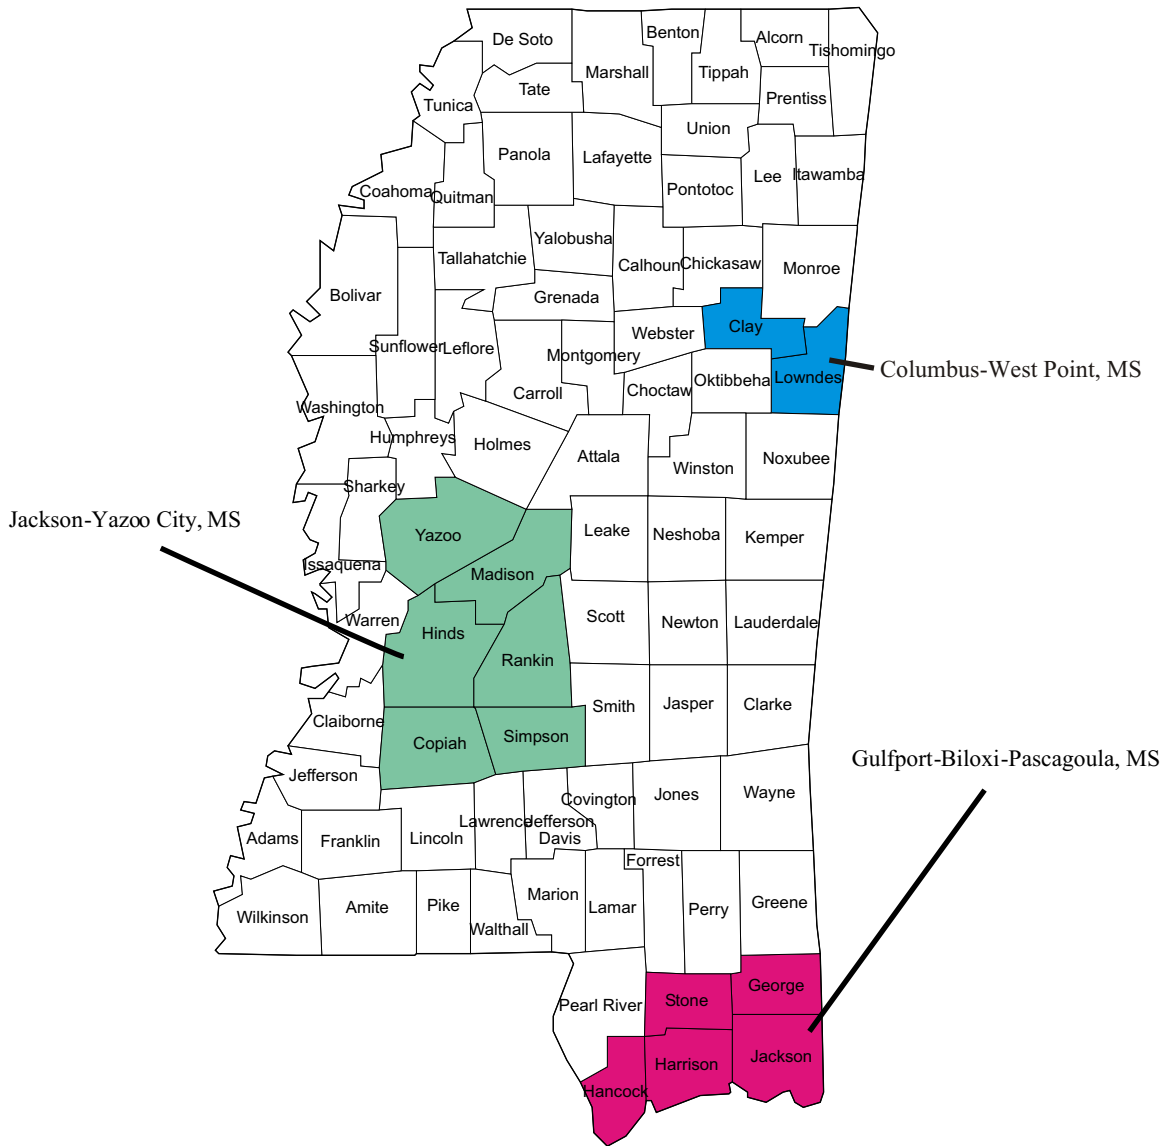 Benton
Alcorn
De Soto
Tishomingo
Marshall
Tippah
Tate
Prentiss
Tunica
Union
Panola
Lafayette
Lee
Itawamba
Pontotoc
Coahoma
Quitman
Yalobusha
Tallahatchie
Calhoun
Chickasaw
Monroe
Bolivar
Grenada
Clay
Webster
Sunflower
Leflore
Montgomery
Columbus-West Point, MS
Lowndes
Oktibbeha
Choctaw
Carroll
Washington
Humphreys
Holmes
Attala
Noxubee
Winston
Sharkey
Jackson-Yazoo City, MS
Yazoo
Leake
Neshoba
Kemper
Issaquena
Madison
Warren
Scott
Newton
Lauderdale
Hinds
Rankin
Smith
Jasper
Clarke
Claiborne
Copiah
Simpson
Gulfport-Biloxi-Pascagoula, MS
Jefferson
Covington
Jones
Wayne
Lawrence
Jefferson
Davis
Adams
Franklin
Lincoln
Forrest
Marion
Lamar
Perry
Greene
Wilkinson
Amite
Pike
Walthall
George
Stone
Pearl River
Jackson
Harrison
Hancock